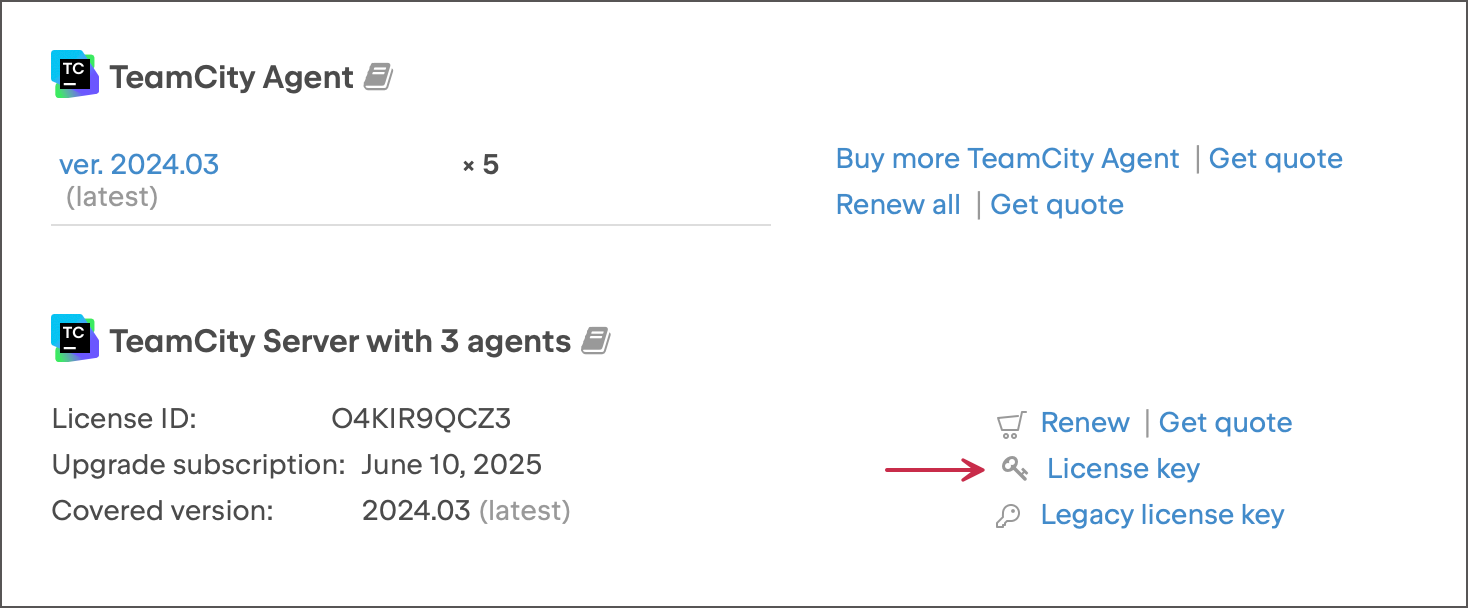 TC
TeamCity Agent
ver. 2024.03 × 5
(latest)
Buy more TeamCity Agent | Get quote
Renew all | Get quote
TC
TeamCity Server with 3 agents
License ID: O4KIR9QCZ3
Upgrade subscription: June 10, 2025
Covered version: 2024.03 (latest)
Renew | Get quote
License key
Legacy license key